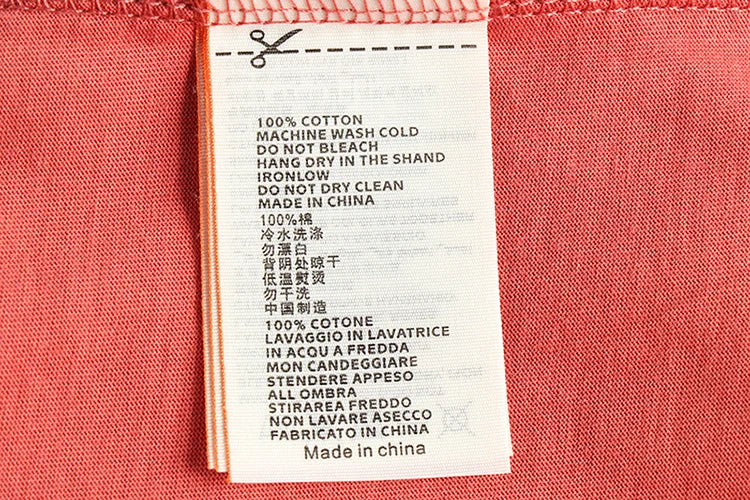 100% COTTON
MACHINE WASH COLD
DO NOT BLEACH
HANG DRY IN THE SHAND
IRONLOW
DO NOT DRY CLEAN
MADE IN CHINA
100%棉
冷水洗涤
勿漂白
背阴处晾干
低温熨烫
勿干洗
中国制造
100% COTONE
LAVAGGIO IN LAVATRICE
IN ACQU A FREDDA
MON CANDEGGIARE
STENDERE APPESO
ALL OMBRA
STIRAREA FREDDO
NON LAVARE ASECCO
FABRICATO IN CHINA
Made in china